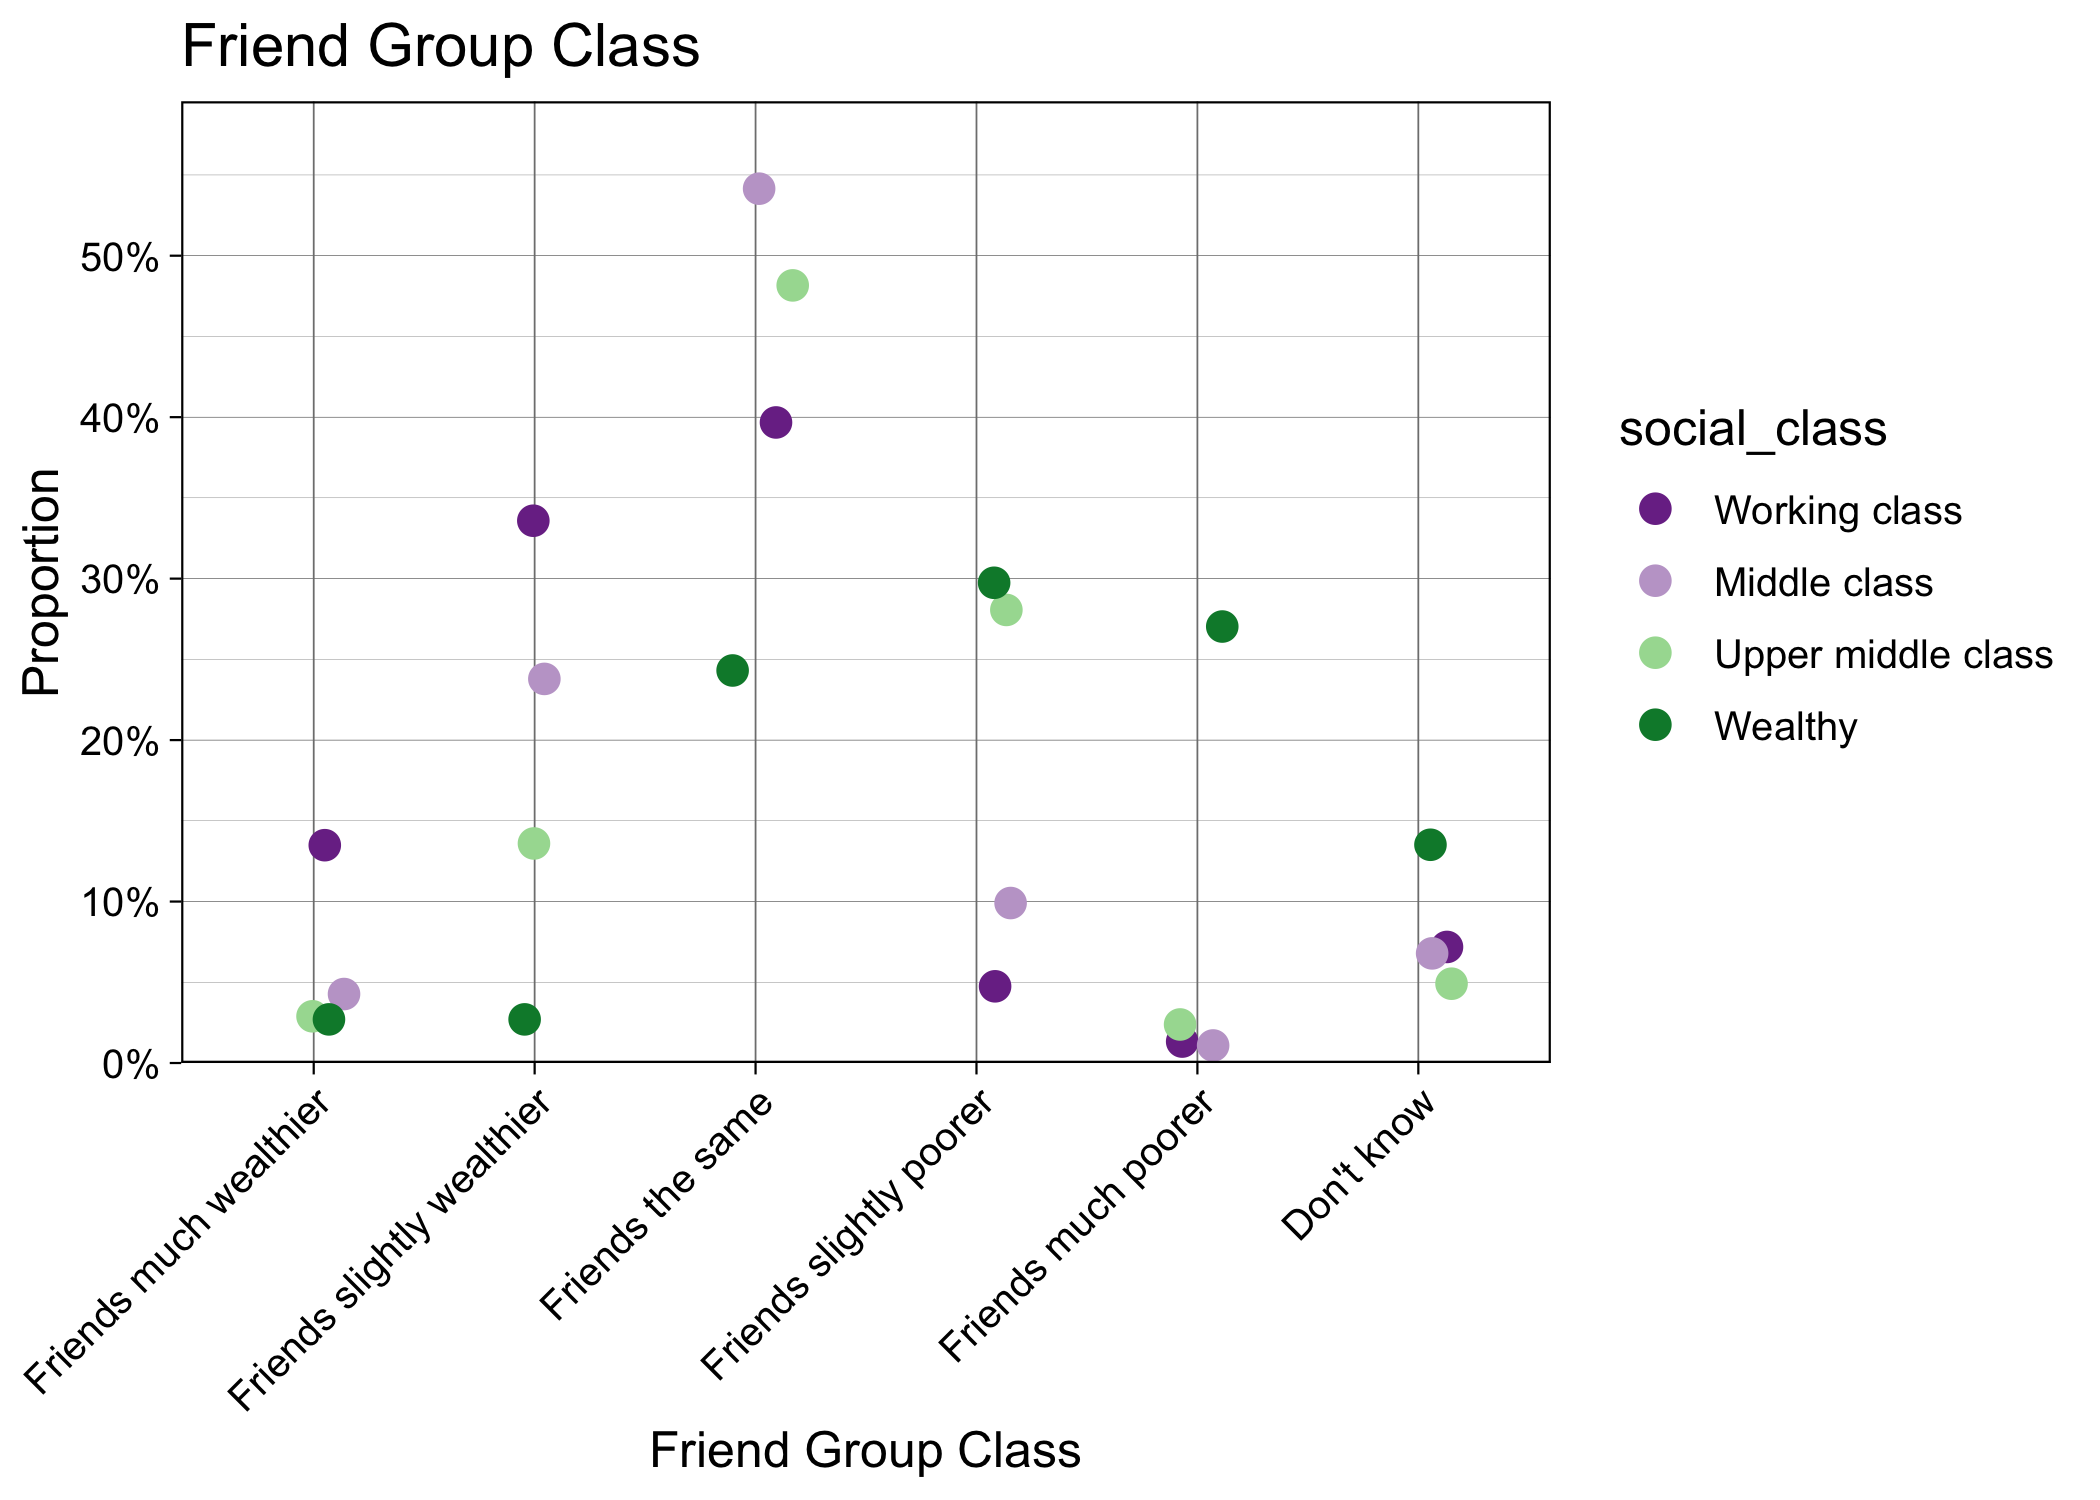 Friend Group Class
Proportion
50%
40%
30%
20%
10%
0%
Friends much wealthier
Friends slightly wealthier
Friends the same
Friends slightly poorer
Friends much poorer
Don't know
Friend Group Class
social_class
Working class
Middle class
Upper middle class
Wealthy